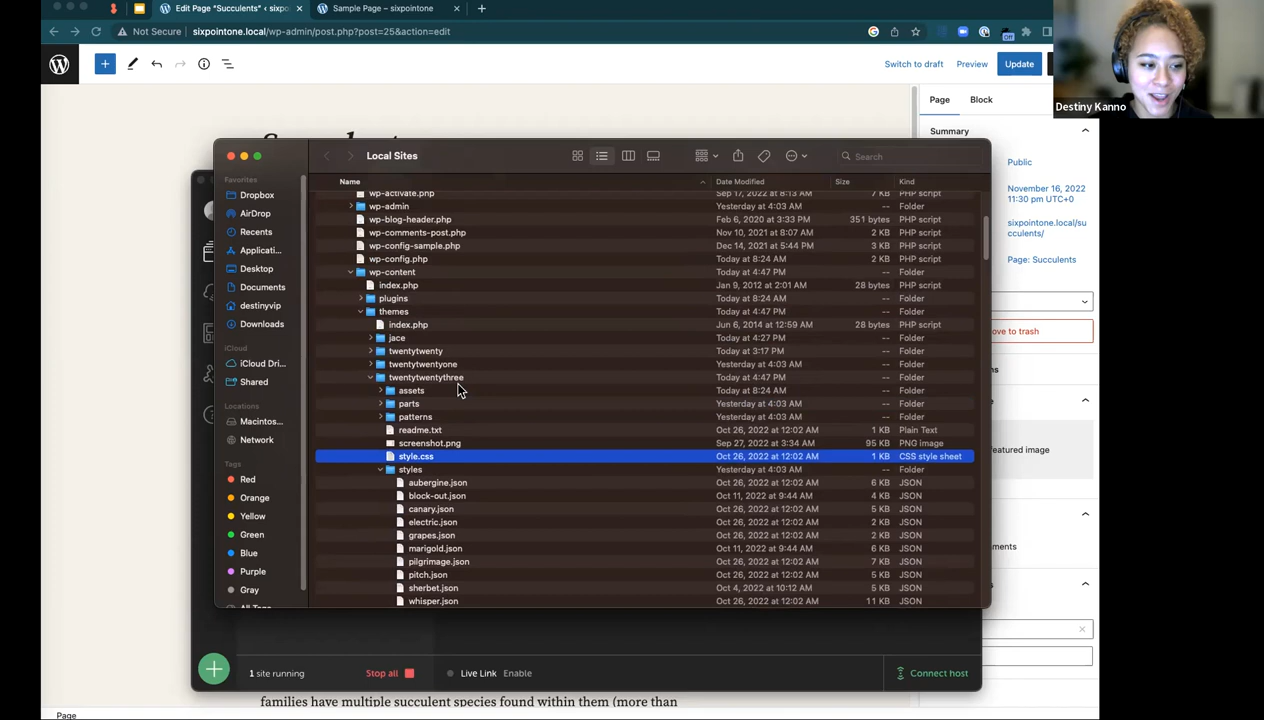 Edit Page "Succulents" ‹ sixpo
Sample Page – sixpointone
Not Secure
sixpointone.local/wp-admin/post.php?post=25&action=edit
Off
Switch to draft
Preview
Update
Destiny Kanno
Page
Block
Summary
Public
November 16, 2022
11:30 pm UTC+0
sixpointone.local/su
cculents/
Page: Succulents
ove to trash
eatured image
Local Sites
Search
Favorites
Dropbox
AirDrop
Recents
Applicati...
Desktop
Documents
destinyvip
Downloads
iCloud
iCloud Dri...
Shared
Locations
Macintos...
Network
Tags
Red
Orange
Yellow
Green
Blue
Purple
Gray
Name Date Modified Size Kind
wp-activate.php Sep 17, 2022 at 8:13 AM 7 KB PHP script
wp-admin Yesterday at 4:03 AM -- Folder
wp-blog-header.php Feb 6, 2020 at 3:33 PM 351 bytes PHP script
wp-comments-post.php Nov 10, 2021 at 8:07 AM 2 KB PHP script
wp-config-sample.php Dec 14, 2021 at 5:44 PM 3 KB PHP script
wp-config.php Today at 8:24 AM 2 KB PHP script
wp-content Today at 4:47 PM -- Folder
index.php Jan 9, 2012 at 2:01 AM 28 bytes PHP script
plugins Today at 8:24 AM -- Folder
themes Today at 4:47 PM -- Folder
index.php Jun 6, 2014 at 12:59 AM 28 bytes PHP script
jace Today at 4:27 PM -- Folder
twentytwenty Today at 3:17 PM -- Folder
twentytwentyone Yesterday at 4:03 AM -- Folder
twentytwentythree Today at 4:47 PM -- Folder
assets Today at 8:24 AM -- Folder
parts Yesterday at 4:03 AM -- Folder
patterns Yesterday at 4:03 AM -- Folder
readme.txt Oct 26, 2022 at 12:02 AM 1 KB Plain Text
screenshot.png Sep 27, 2022 at 3:34 AM 95 KB PNG image
style.css Oct 26, 2022 at 12:02 AM 1 KB CSS style sheet
styles Yesterday at 4:03 AM -- Folder
aubergine.json Oct 26, 2022 at 12:02 AM 6 KB JSON
block-out.json Oct 11, 2022 at 9:44 AM 4 KB JSON
canary.json Oct 26, 2022 at 12:02 AM 5 KB JSON
electric.json Oct 26, 2022 at 12:02 AM 2 KB JSON
grapes.json Oct 26, 2022 at 12:02 AM 2 KB JSON
marigold.json Oct 11, 2022 at 9:44 AM 6 KB JSON
pilgrimage.json Oct 26, 2022 at 12:02 AM 7 KB JSON
pitch.json Oct 26, 2022 at 12:02 AM 5 KB JSON
sherbet.json Oct 4, 2022 at 10:12 AM 2 KB JSON
whisper.json Oct 26, 2022 at 12:02 AM 11 KB JSON
1 site running
Stop all
Live Link
Enable
Connect host
families have multiple succulent species found within them (more than
Page